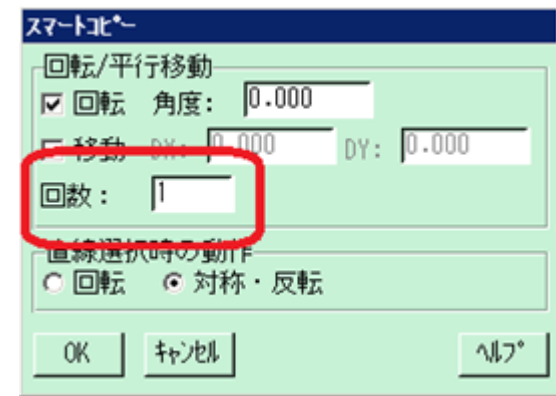 スマートコピー
回転/平行移動
回転 角度: 0.000
移動 DX: 0.000 DY: 0.000
回数: 1
直線選択時の動作
回転 対称・反転
OK キャンセル ヘルプ